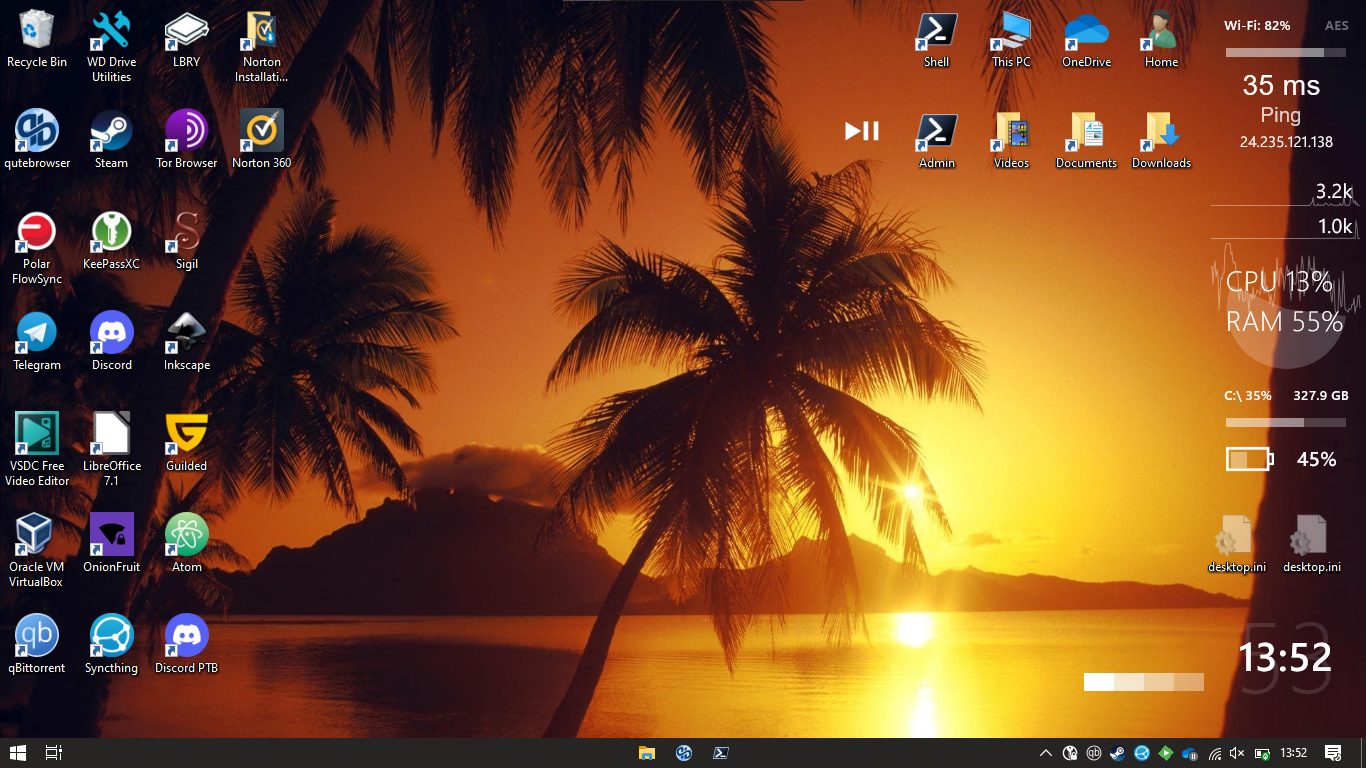 Recycle Bin
WD Drive
Utilities
LBRY
Norton
Installati...
qutebrowser
Steam
Tor Browser
Norton 360
Polar
FlowSync
KeePassXC
Sigil
Telegram
Discord
Inkscape
VSDC Free
Video Editor
LibreOffice
7.1
Guilded
Oracle VM
VirtualBox
OnionFruit
Atom
qBittorrent
Syncthing
Discord PTB
Shell
This PC
OneDrive
Home
Admin
Videos
Documents
Downloads
Wi-Fi: 82% AES
35 ms
Ping
24.235.121.138
3.2k
1.0k
CPU 13%
RAM 55%
C:\ 35% 327.9 GB
45%
desktop.ini
desktop.ini
53
13:52
13:52